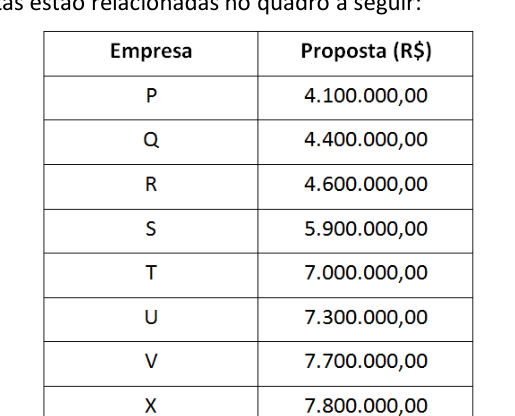 tas estão relacionadas no quadro a seguir:
Empresa Proposta (R$)
P 4.100.000,00
Q 4.400.000,00
R 4.600.000,00
S 5.900.000,00
T 7.000.000,00
U 7.300.000,00
V 7.700.000,00
X 7.800.000,00